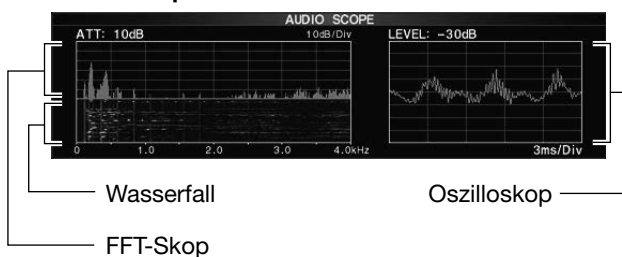 AUDIO SCOPE
ATT: 10dB
10dB/Div
LEVEL: -30dB
0 1.0 2.0 3.0 4.0kHz
3ms/Div
Wasserfall
Oszilloskop
FFT-Skop